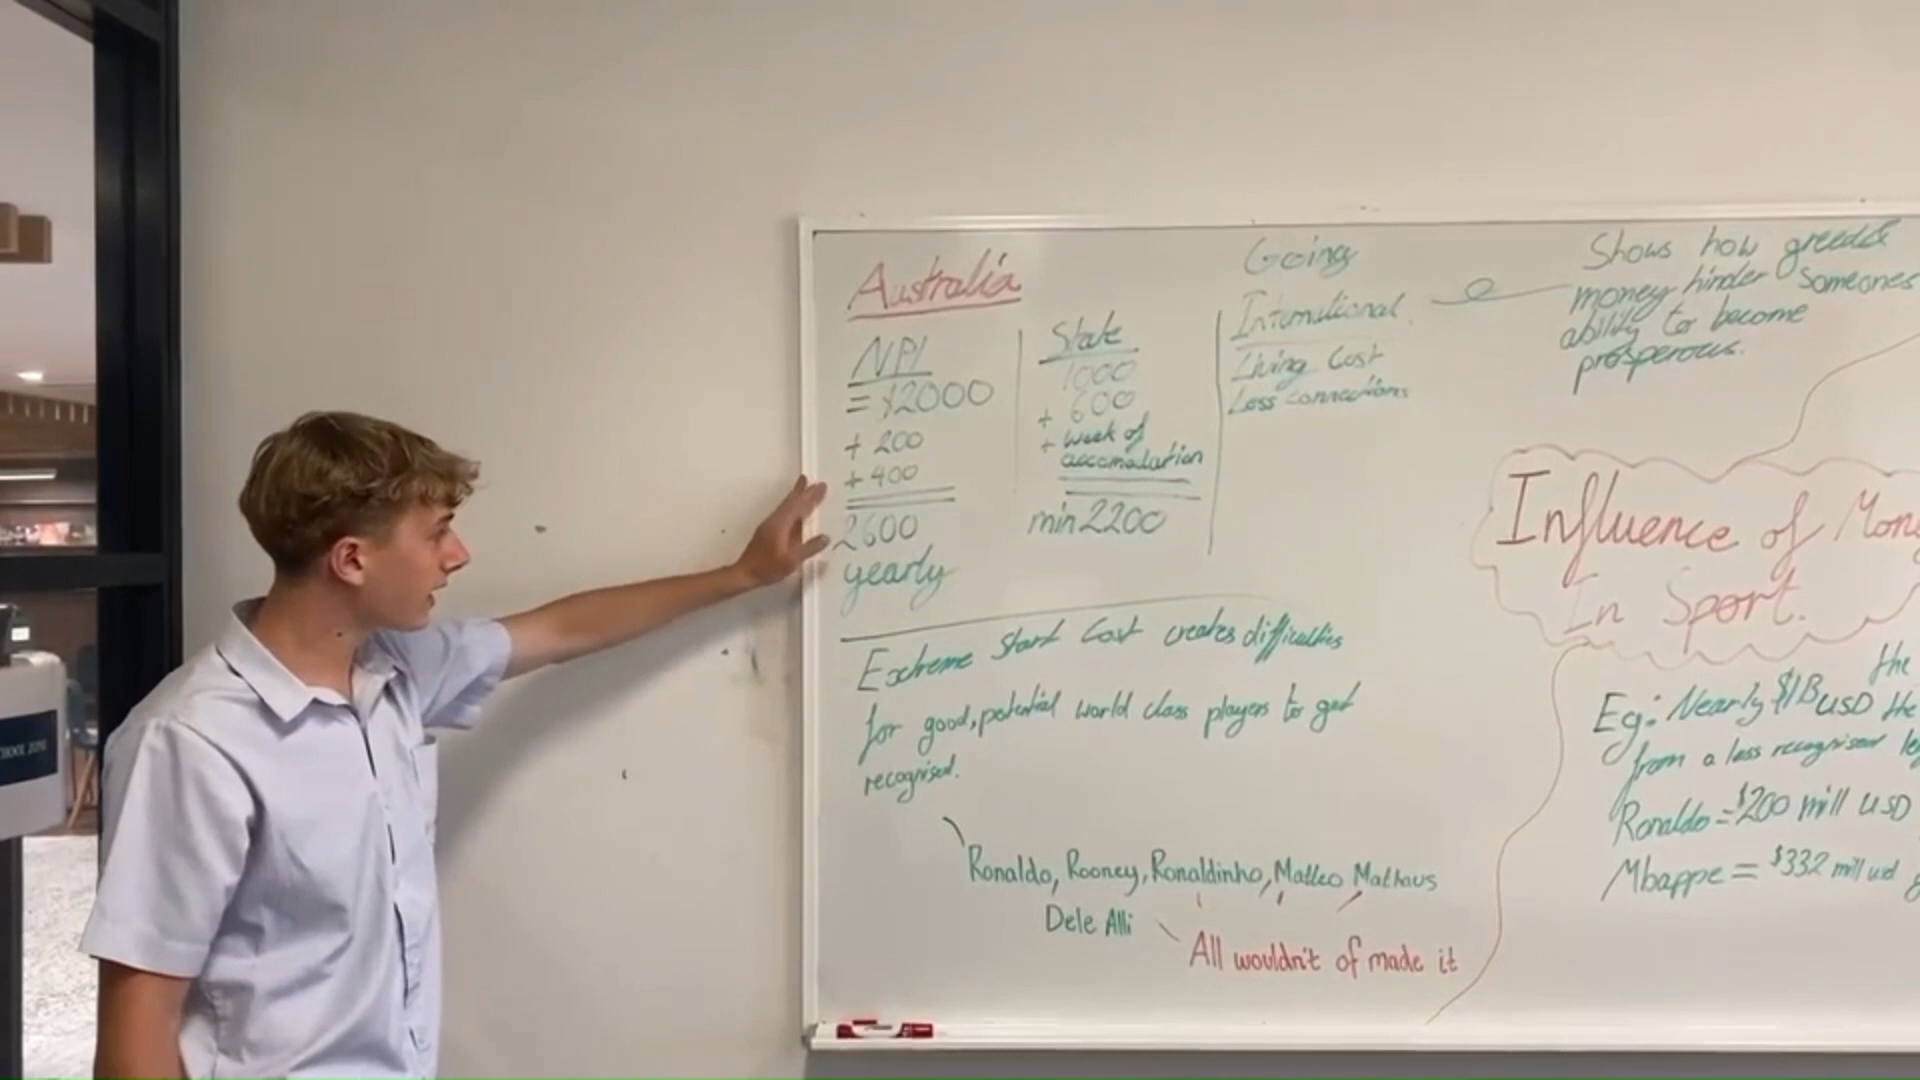 Australia
NPL
= $2000
+ 200
+ 400
2600
yearly
State
1000
+ 600
+ week of
accomodation
min 2200
Going
International
Living Cost
Less connections
Shows how greed &
money hinder someones
ability to become
prosperous.
Extreme Start Cost creates difficulties
for good, potential world class players to get
recognised.
Ronaldo, Rooney, Ronaldinho, Matteo Mathaus
Dele Alli
All wouldn't of made it
Influence of
In Sport.
the
Eg: Nearly $1B USD the
from a less recognised
Ronaldo = $200 mill USD
Mbappe = $332 mill usd